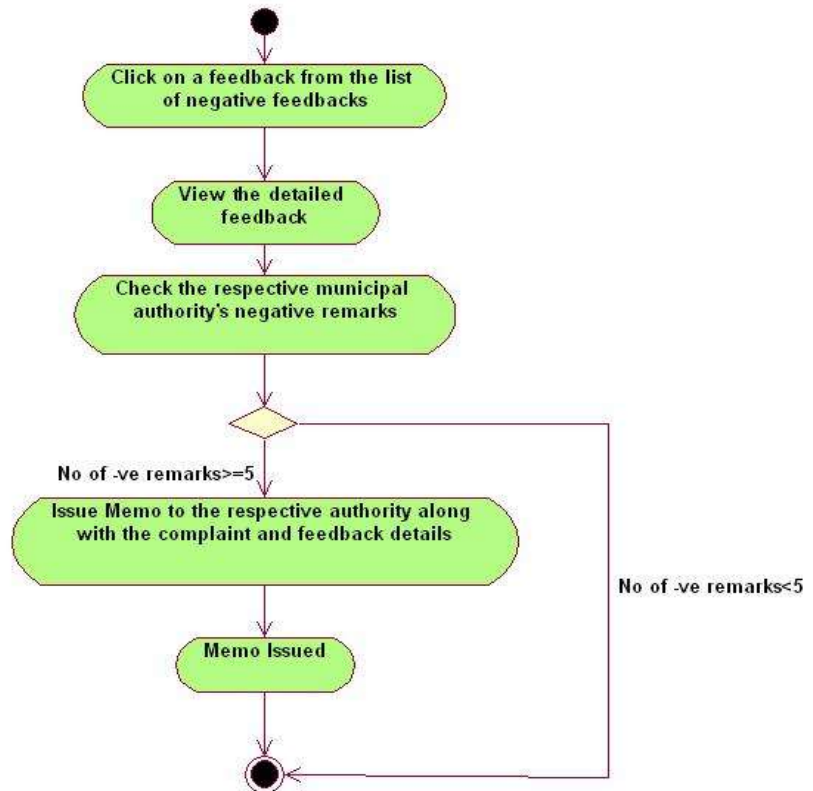 Click on a feedback from the list
of negative feedbacks
View the detailed
feedback
Check the respective municipal
authority's negative remarks
No of -ve remarks>=5
Issue Memo to the respective authority along
with the complaint and feedback details
No of -ve remarks<5
Memo Issued